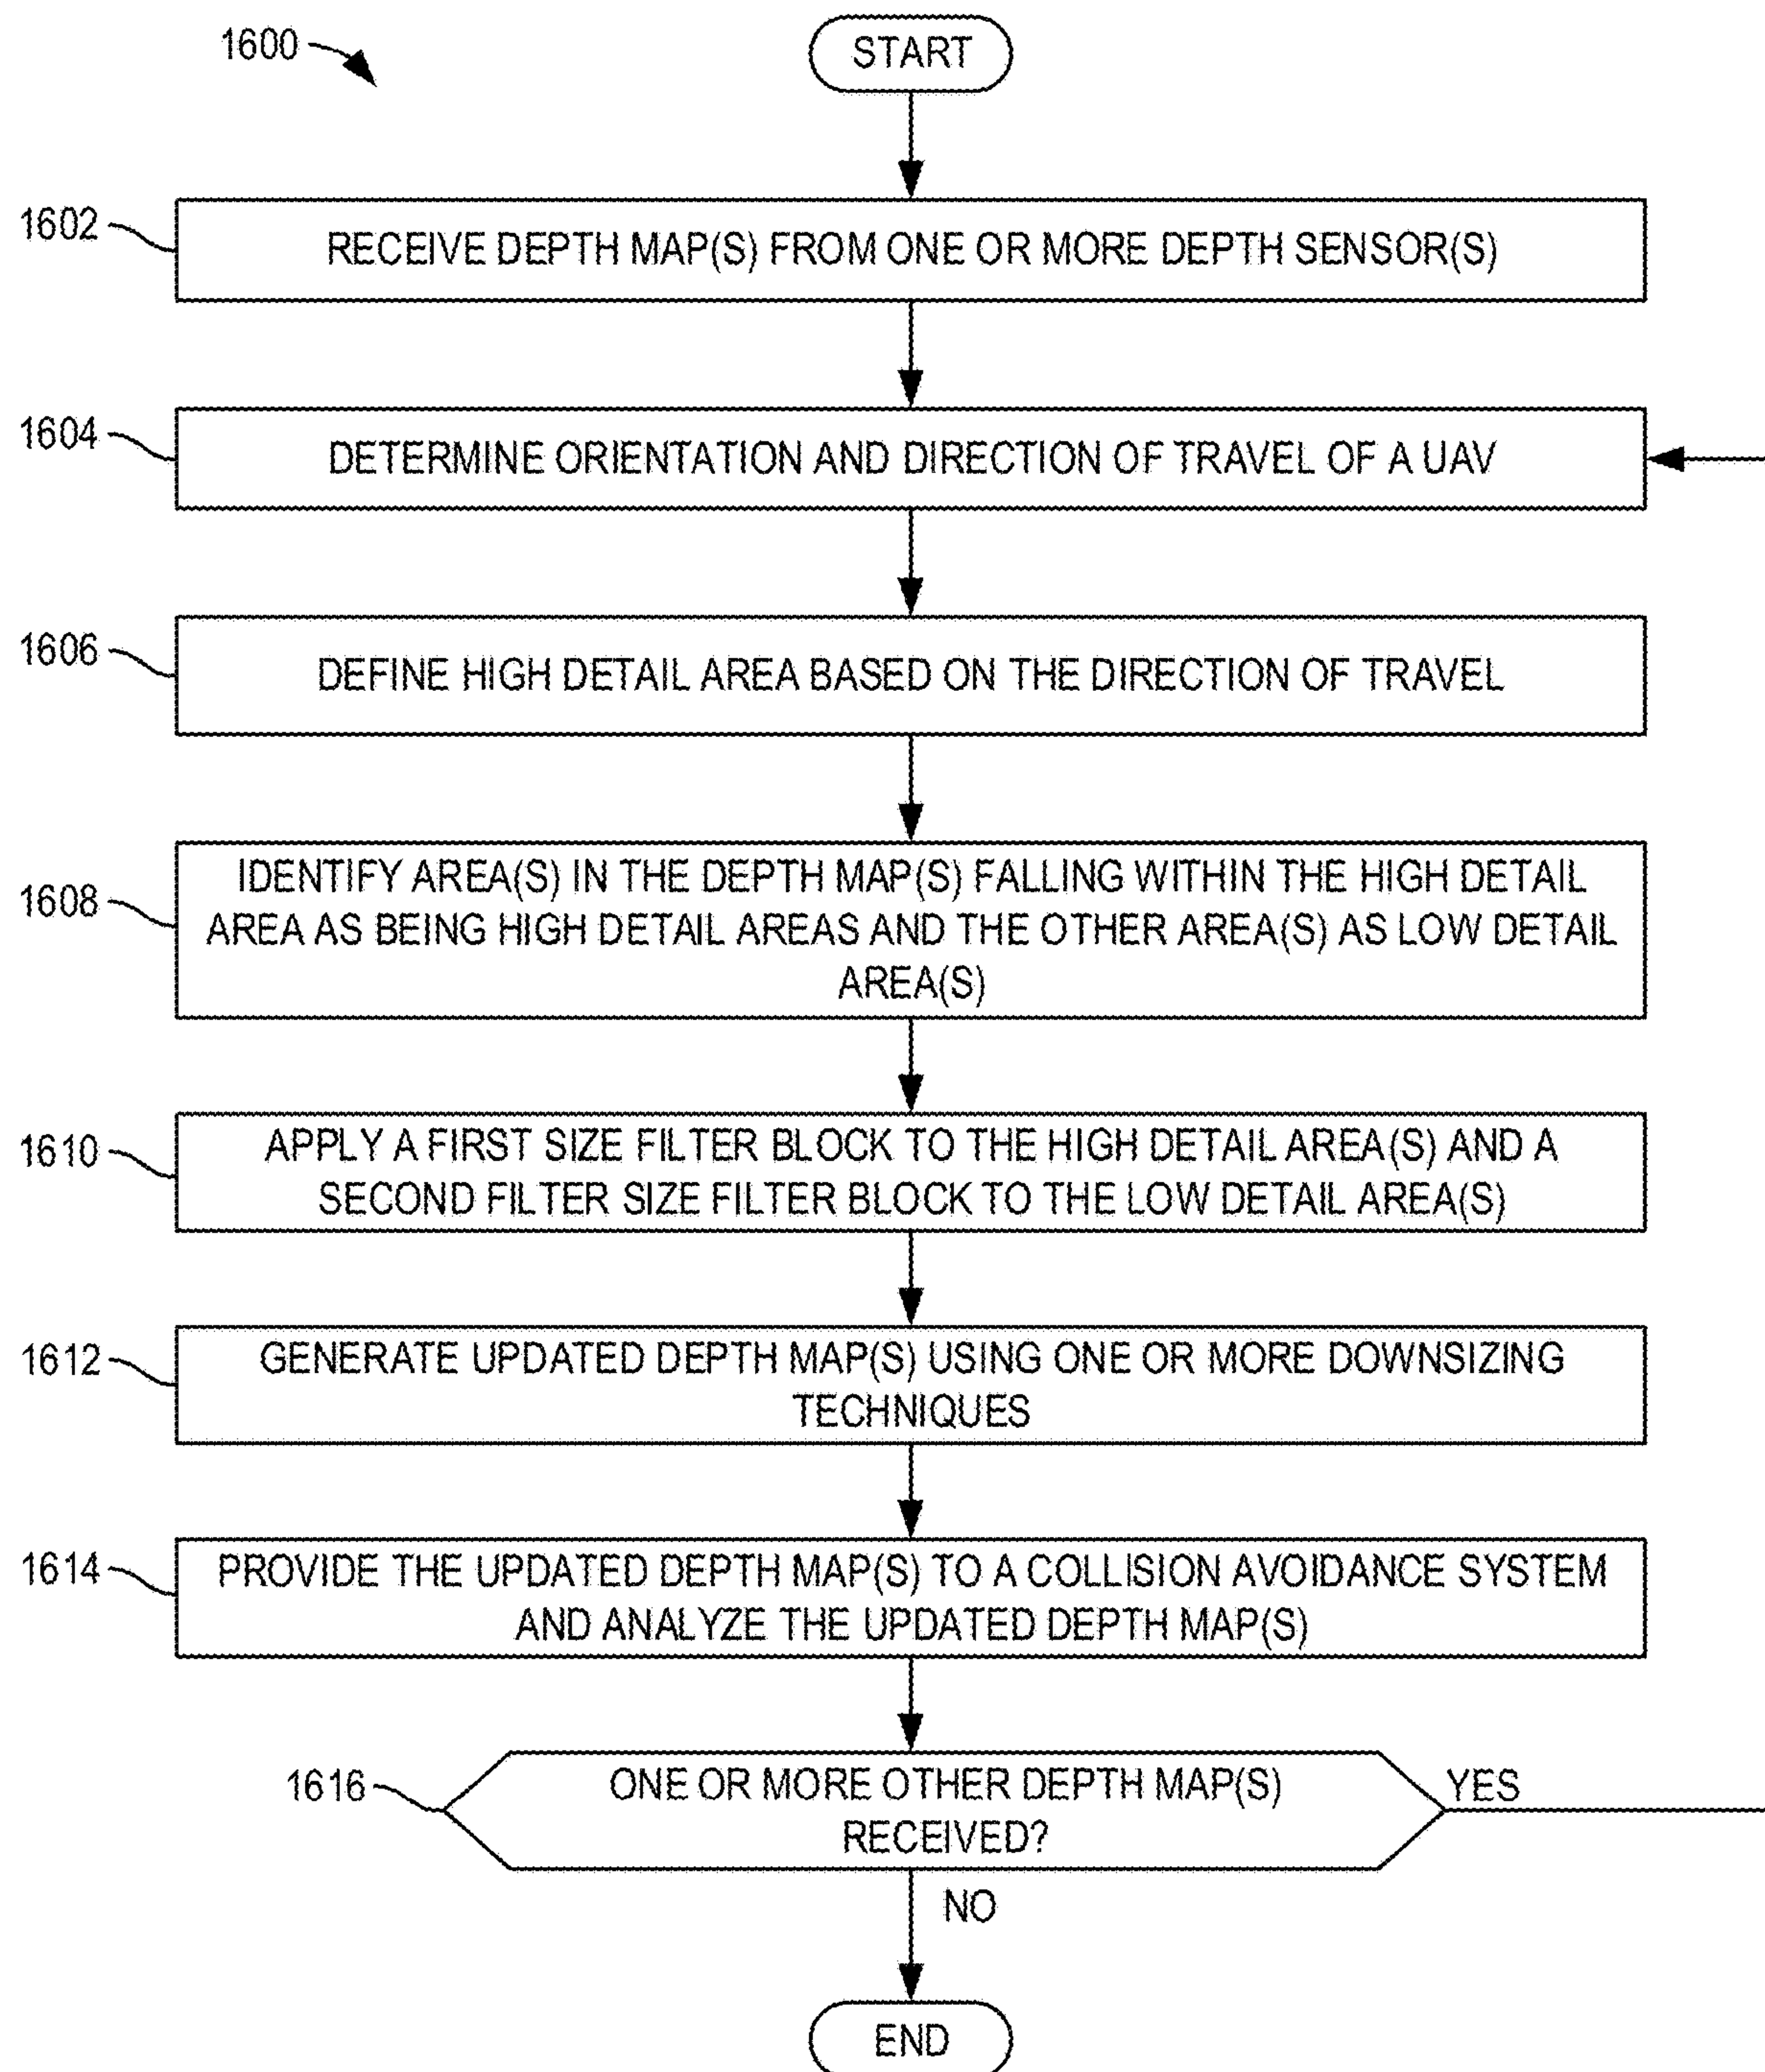 1600
START
1602
RECEIVE DEPTH MAP(S) FROM ONE OR MORE DEPTH SENSOR(S)
1604
DETERMINE ORIENTATION AND DIRECTION OF TRAVEL OF A UAV
1606
DEFINE HIGH DETAIL AREA BASED ON THE DIRECTION OF TRAVEL
1608
IDENTIFY AREA(S) IN THE DEPTH MAP(S) FALLING WITHIN THE HIGH DETAIL
AREA AS BEING HIGH DETAIL AREAS AND THE OTHER AREA(S) AS LOW DETAIL
AREA(S)
1610
APPLY A FIRST SIZE FILTER BLOCK TO THE HIGH DETAIL AREA(S) AND A
SECOND FILTER SIZE FILTER BLOCK TO THE LOW DETAIL AREA(S)
1612
GENERATE UPDATED DEPTH MAP(S) USING ONE OR MORE DOWNSIZING
TECHNIQUES
1614
PROVIDE THE UPDATED DEPTH MAP(S) TO A COLLISION AVOIDANCE SYSTEM
AND ANALYZE THE UPDATED DEPTH MAP(S)
1616
ONE OR MORE OTHER DEPTH MAP(S)
RECEIVED?
YES
NO
END